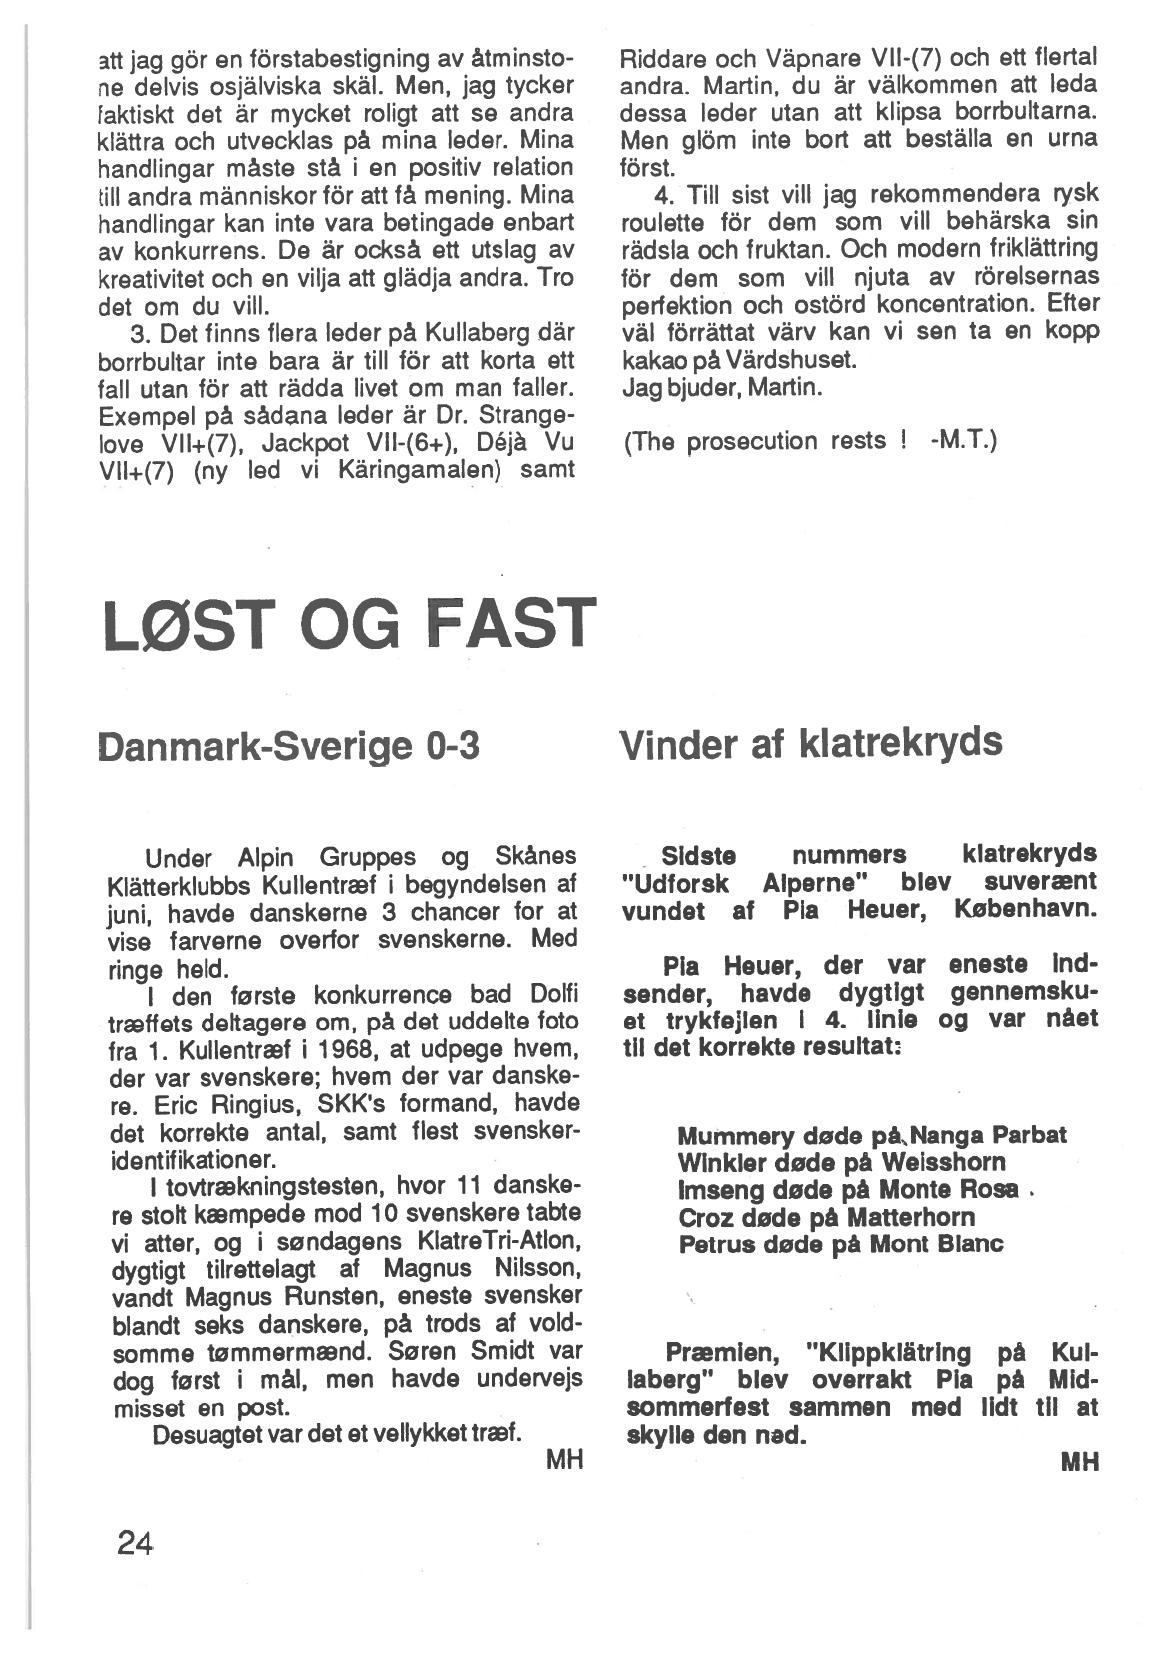 att jag gör en förstabestigning av åtminsto-
ne delvis osjälviska skäl. Men, jag tycker
faktiskt det är mycket roligt att se andra
klättra och utvecklas på mina leder. Mina
handlingar måste stå i en positiv relation
till andra människor för att få mening. Mina
handlingar kan inte vara betingade enbart
av konkurrens. De är också ett utslag av
kreativitet och en vilja att glädja andra. Tro
det om du vill.
3. Det finns flera leder på Kullaberg där
borrbultar inte bara är till för att korta ett
fall utan för att rädda livet om man faller.
Exempel på sådana leder är Dr. Strange-
love VII+(7), Jackpot VII-(6+), Déjà Vu
VII+(7) (ny led vi Käringamalen) samt
Riddare och Väpnare VII-(7) och ett flertal
andra. Martin, du är välkommen att leda
dessa leder utan att klipsa borrbultarna.
Men glöm inte bort att beställa en urna
först.
4. Till sist vill jag rekommendera rysk
roulette för dem som vill behärska sin
rädsla och fruktan. Och modern friklättring
för dem som vill njuta av rörelsernas
perfektion och ostörd koncentration. Efter
väl förrättat värv kan vi sen ta en kopp
kakao på Värdshuset.
Jag bjuder, Martin.
(The prosecution rests ! -M.T.)
LØST OG FAST
Danmark-Sverige 0-3
Under Alpin Gruppes og Skånes
Klätterklubbs Kullentræf i begyndelsen af
juni, havde danskerne 3 chancer for at
vise farverne overfor svenskerne. Med
ringe held.
I den første konkurrence bad Dolfi
træffets deltagere om, på det uddelte foto
fra 1. Kullentræf i 1968, at udpege hvem,
der var svenskere; hvem der var danske-
re. Eric Ringius, SKK's formand, havde
det korrekte antal, samt flest svensker-
identifikationer.
I tovtrækningstesten, hvor 11 danske-
re stolt kæmpede mod 10 svenskere tabte
vi atter, og i søndagens KlatreTri-Atlon,
dygtigt tilrettelagt af Magnus Nilsson,
vandt Magnus Runsten, eneste svensker
blandt seks danskere, på trods af vold-
somme tømmermænd. Søren Smidt var
dog først i mål, men havde undervejs
misset en post.
Desuagtet var det et vellykket træf.
MH
Vinder af klatrekryds
Sidste nummers klatrekryds
"Udforsk Alperne" blev suverænt
vundet af Pia Heuer, København.
Pia Heuer, der var eneste ind-
sender, havde dygtigt gennemsku-
et trykfejlen i 4. linie og var nået
til det korrekte resultat:
Mummery døde på Nanga Parbat
Winkler døde på Weisshorn
Imseng døde på Monte Rosa .
Croz døde på Matterhorn
Petrus døde på Mont Blanc
Præmien, "Klippklätring på Kul-
laberg" blev overrakt Pia på Mid-
sommerfest sammen med lidt til at
skylle den ned.
MH
24